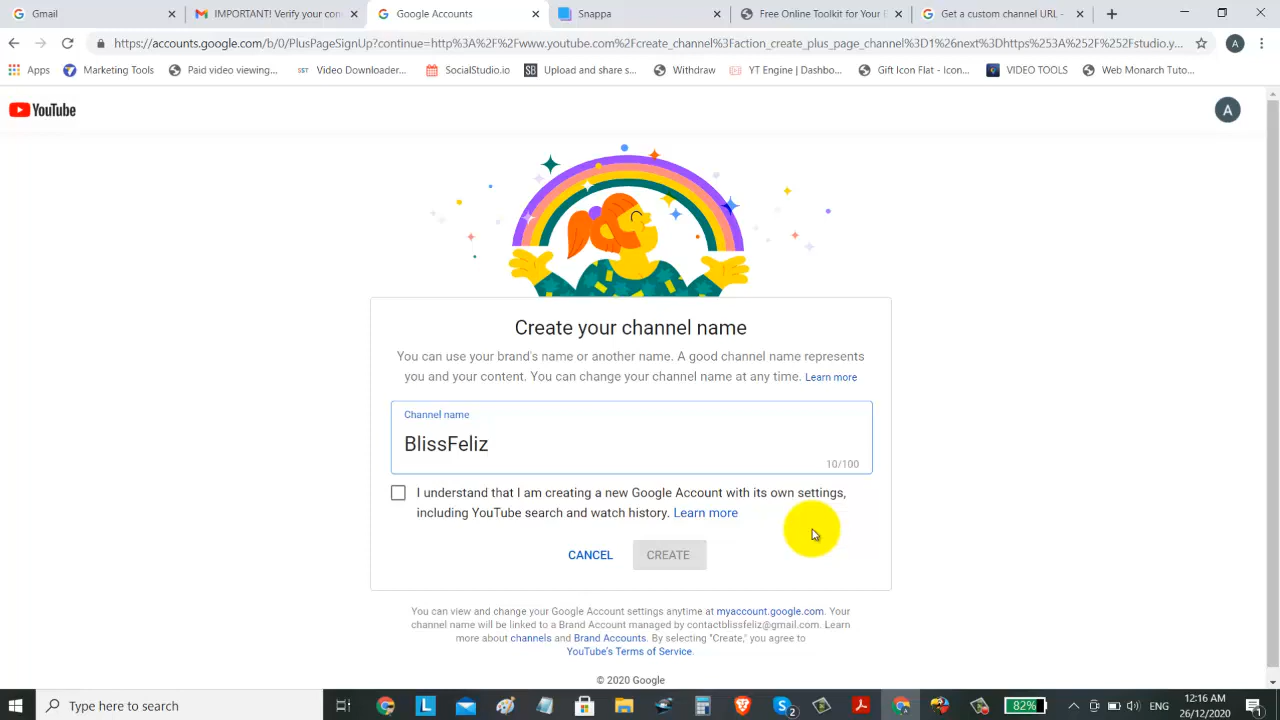 Gmail
IMPORTANT! Verify your con
Google Accounts
Snappa
Free Online Toolkit for Your E
Get a custom channel URL -
https://accounts.google.com/b/0/PlusPageSignUp?continue=http%3A%2F%2Fwww.youtube.com%2Fcreate_channel%3Faction_create_plus_page_channel%3D1%26next%3Dhttps%253A%252F%252Fstudio.y...
A
Apps
Marketing Tools
Paid video viewing...
SST Video Downloader...
SocialStudio.io
SB Upload and share s...
Withdraw
YT Engine | Dashbo...
Gift Icon Flat - Icon...
VIDEO TOOLS
Web Monarch Tuto...
YouTube
A
Create your channel name
You can use your brand's name or another name. A good channel name represents
you and your content. You can change your channel name at any time. Learn more
Channel name
BlissFeliz
10/100
I understand that I am creating a new Google Account with its own settings,
including YouTube search and watch history. Learn more
CANCEL
CREATE
You can view and change your Google Account settings anytime at myaccount.google.com. Your
channel name will be linked to a Brand Account managed by contactblissfeliz@gmail.com. Learn
more about channels and Brand Accounts. By selecting "Create," you agree to
YouTube's Terms of Service.
© 2020 Google
Type here to search
L
S
2
82%
ENG
12:16 AM
26/12/2020
1